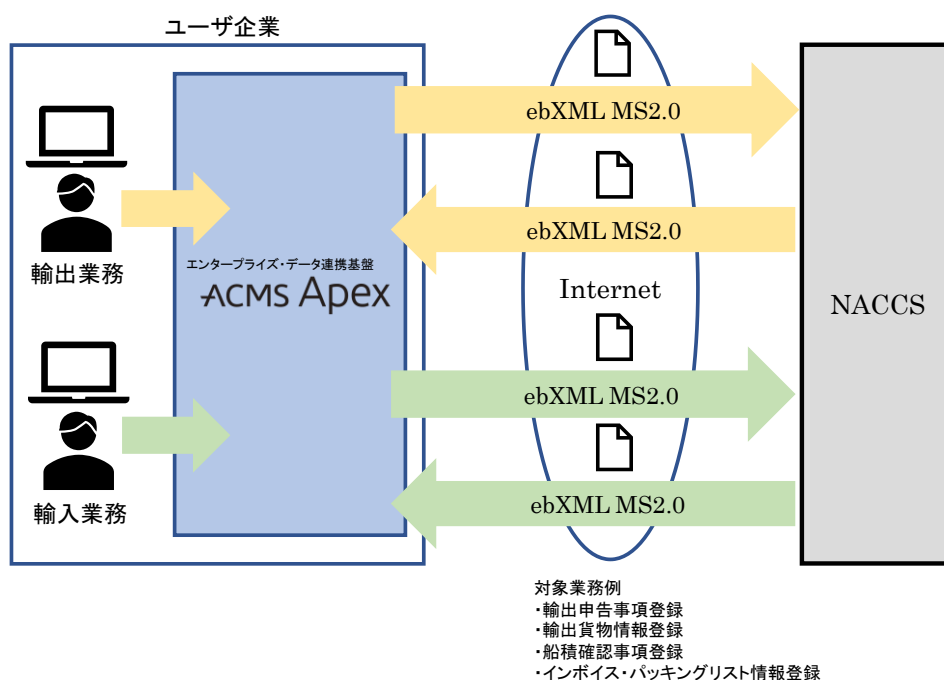 ユーザ企業
ebXML MS2.0
ebXML MS2.0
輸出業務
エンタープライズ・データ連携基盤
ACMS Apex
Internet
NACCS
ebXML MS2.0
輸入業務
ebXML MS2.0
対象業務例
・輸出申告事項登録
・輸出貨物情報登録
・船積確認事項登録
・インボイス・パッキングリスト情報登録